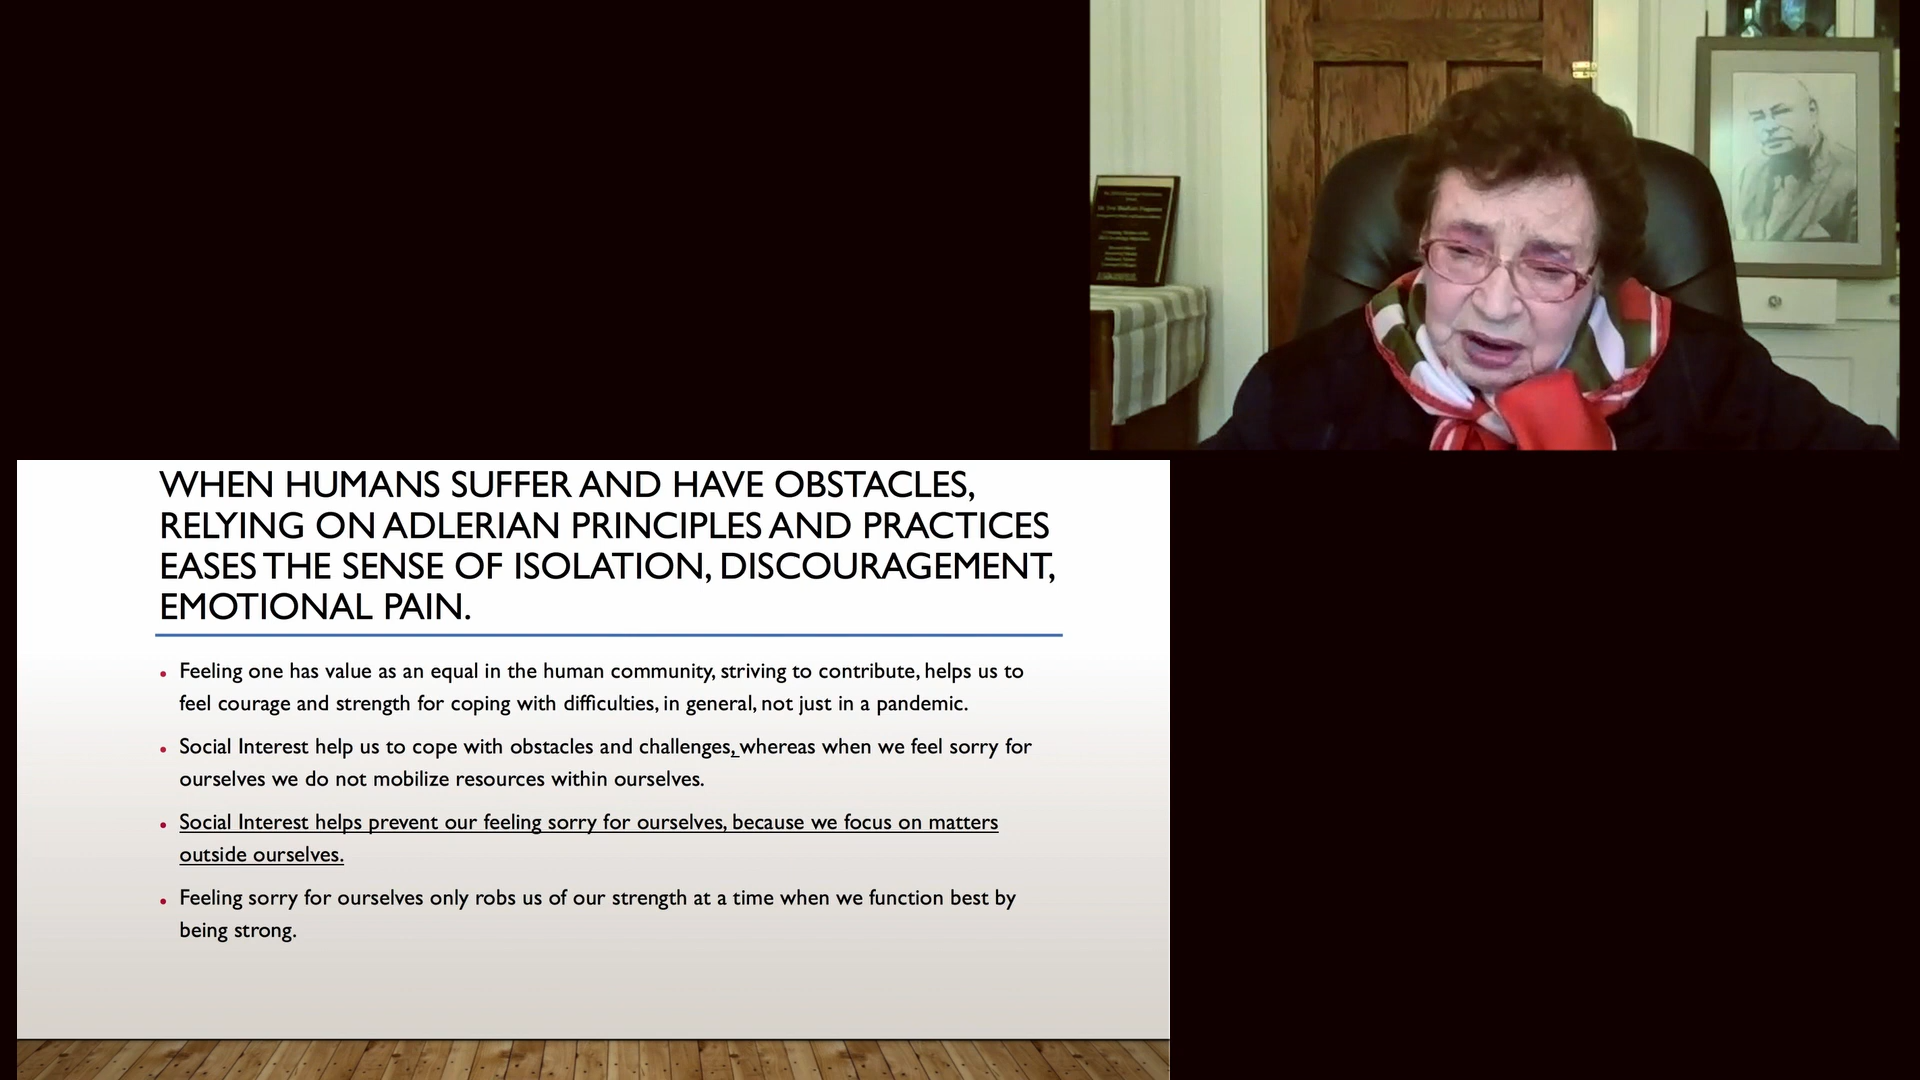 WHEN HUMANS SUFFER AND HAVE OBSTACLES,
RELYING ON ADLERIAN PRINCIPLES AND PRACTICES
EASES THE SENSE OF ISOLATION, DISCOURAGEMENT,
EMOTIONAL PAIN.
• Feeling one has value as an equal in the human community, striving to contribute, helps us to
feel courage and strength for coping with difficulties, in general, not just in a pandemic.
• Social Interest help us to cope with obstacles and challenges, whereas when we feel sorry for
ourselves we do not mobilize resources within ourselves.
• Social Interest helps prevent our feeling sorry for ourselves, because we focus on matters
outside ourselves.
• Feeling sorry for ourselves only robs us of our strength at a time when we function best by
being strong.